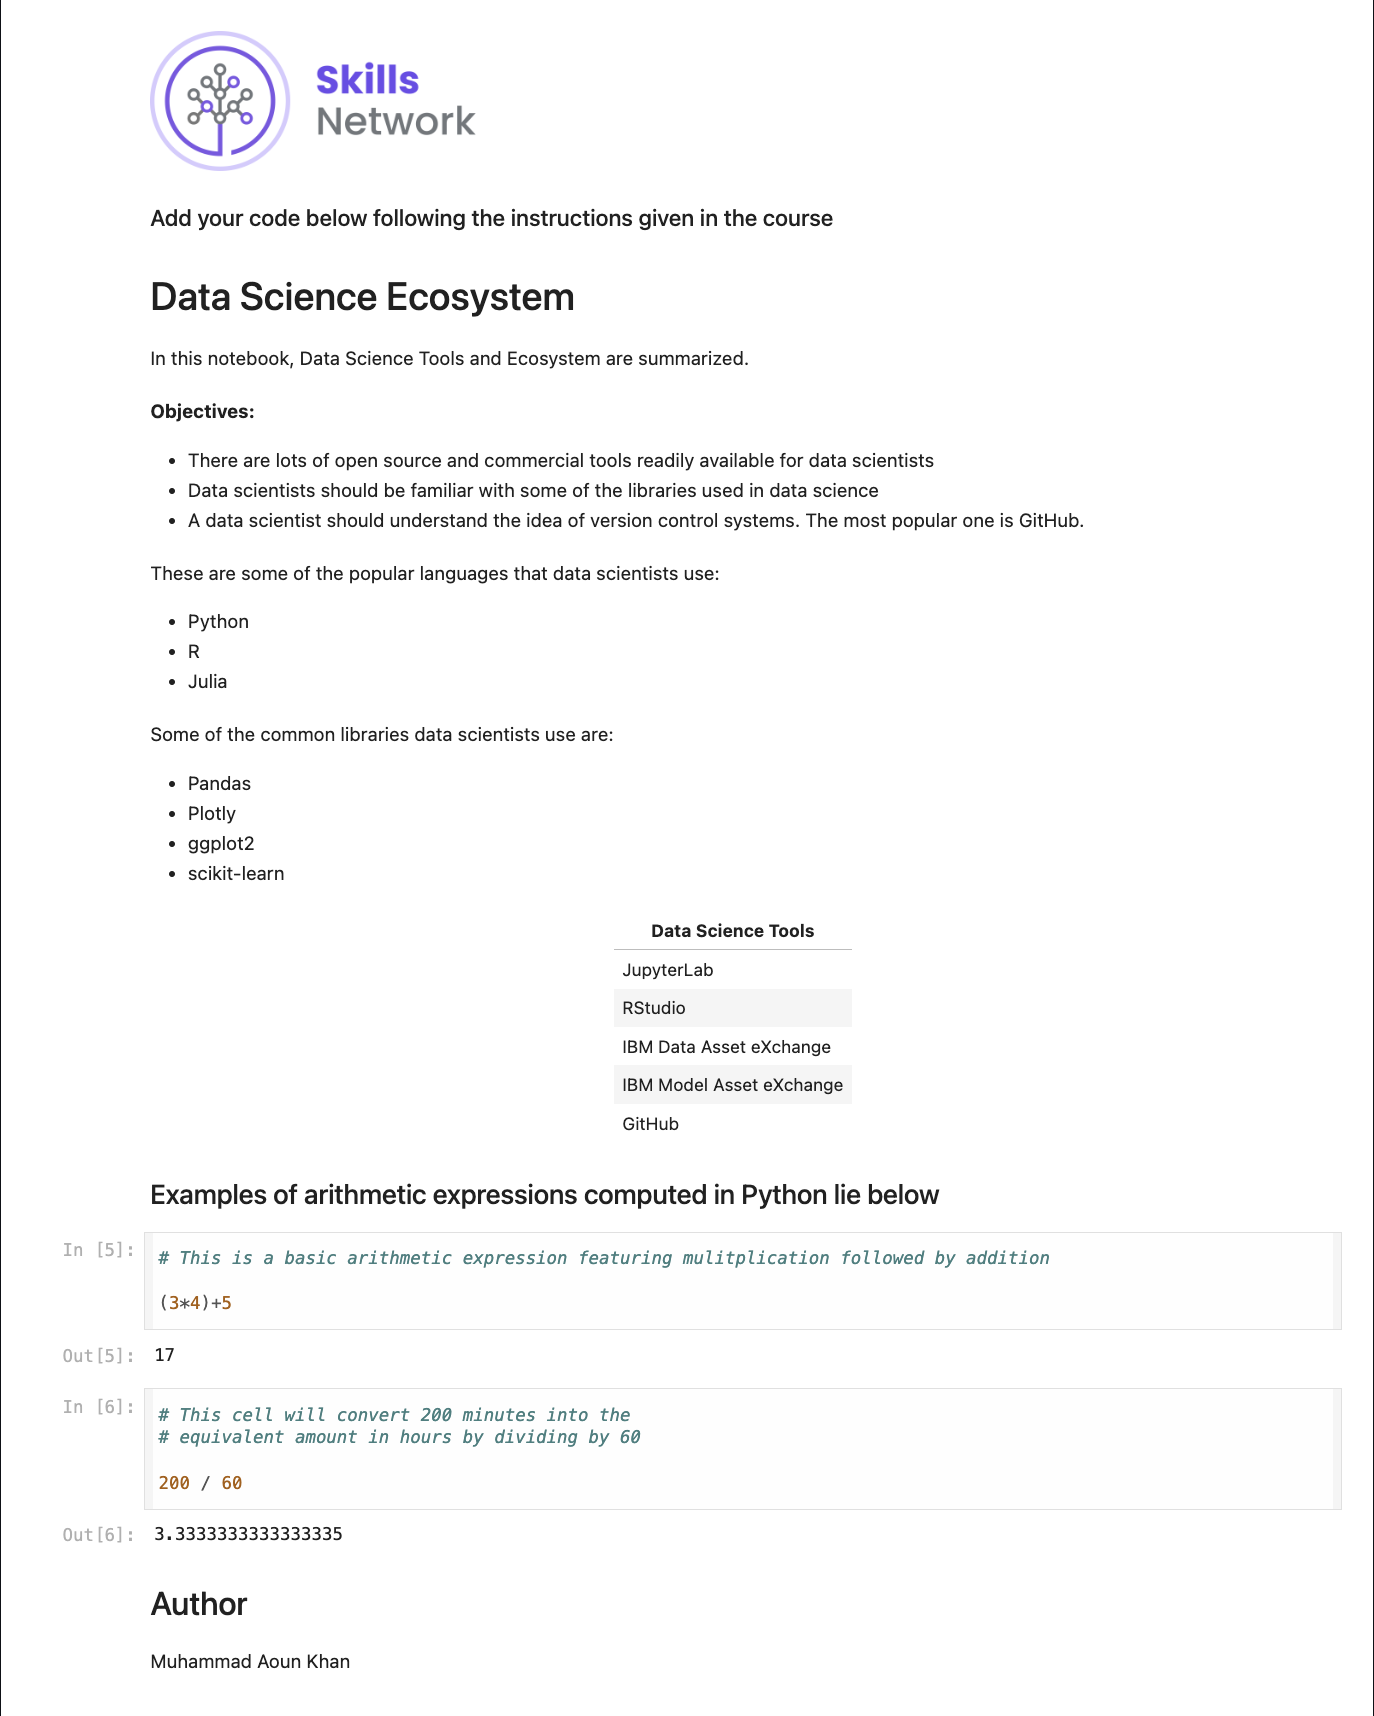 Skills
Network
Add your code below following the instructions given in the course
Data Science Ecosystem
In this notebook, Data Science Tools and Ecosystem are summarized.
Objectives:
• There are lots of open source and commercial tools readily available for data scientists
• Data scientists should be familiar with some of the libraries used in data science
• A data scientist should understand the idea of version control systems. The most popular one is GitHub.
These are some of the popular languages that data scientists use:
• Python
• R
• Julia
Some of the common libraries data scientists use are:
• Pandas
• Plotly
• ggplot2
• scikit-learn
Data Science Tools
JupyterLab
RStudio
IBM Data Asset eXchange
IBM Model Asset eXchange
GitHub
Examples of arithmetic expressions computed in Python lie below
In [5]:
# This is a basic arithmetic expression featuring mulitplication followed by addition
(3*4)+5
Out[5]: 17
In [6]:
# This cell will convert 200 minutes into the
# equivalent amount in hours by dividing by 60
200 / 60
Out[6]: 3.3333333333333335
Author
Muhammad Aoun Khan